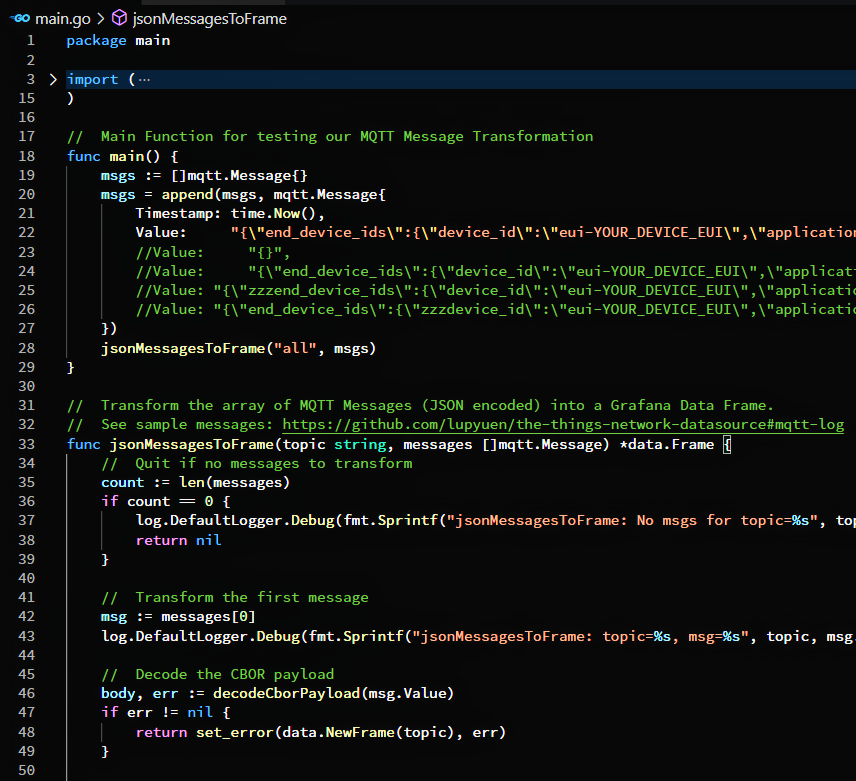 GO main.go > jsonMessagesToFrame
1 package main
2
3 > import ( ⋯
15 )
16
17 //  Main Function for testing our MQTT Message Transformation
18 func main() {
19     msgs := []mqtt.Message{}
20     msgs = append(msgs, mqtt.Message{
21         Timestamp: time.Now(),
22         Value:     "{\"end_device_ids\":{\"device_id\":\"eui-YOUR_DEVICE_EUI\",\"application
23         //Value:     "{}",
24         //Value:     "{\"end_device_ids\":{\"device_id\":\"eui-YOUR_DEVICE_EUI\",\"applicati
25         //Value: "{\"zzzend_device_ids\":{\"device_id\":\"eui-YOUR_DEVICE_EUI\",\"applicatio
26         //Value: "{\"end_device_ids\":{\"zzzdevice_id\":\"eui-YOUR_DEVICE_EUI\",\"applicatio
27     })
28     jsonMessagesToFrame("all", msgs)
29 }
30
31 //  Transform the array of MQTT Messages (JSON encoded) into a Grafana Data Frame.
32 //  See sample messages: https://github.com/lupyuen/the-things-network-datasource#mqtt-log
33 func jsonMessagesToFrame(topic string, messages []mqtt.Message) *data.Frame {
34     //  Quit if no messages to transform
35     count := len(messages)
36     if count == 0 {
37         log.DefaultLogger.Debug(fmt.Sprintf("jsonMessagesToFrame: No msgs for topic=%s", top
38         return nil
39     }
40
41     //  Transform the first message
42     msg := messages[0]
43     log.DefaultLogger.Debug(fmt.Sprintf("jsonMessagesToFrame: topic=%s, msg=%s", topic, msg.
44
45     //  Decode the CBOR payload
46     body, err := decodeCborPayload(msg.Value)
47     if err != nil {
48         return set_error(data.NewFrame(topic), err)
49     }
50